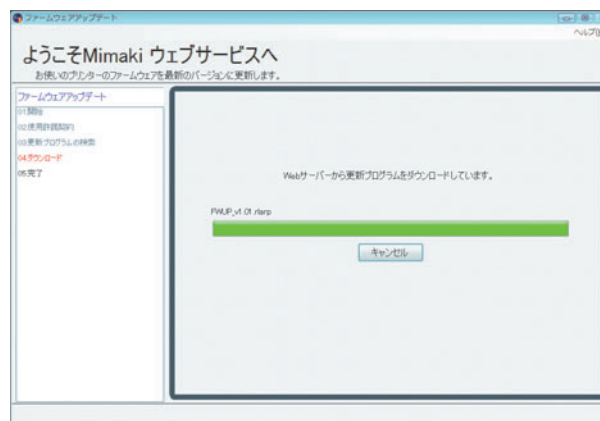 ファームウェアアップデート
ようこそMimaki ウェブサービスへ
お使いのプリンターのファームウェアを最新のバージョンに更新します。
ファームウェアアップデート
01.開始
02.使用許諾契約
03.更新プログラムの検索
04.ダウンロード
05.完了
Webサーバーから更新プログラムをダウンロードしています。
キャンセル